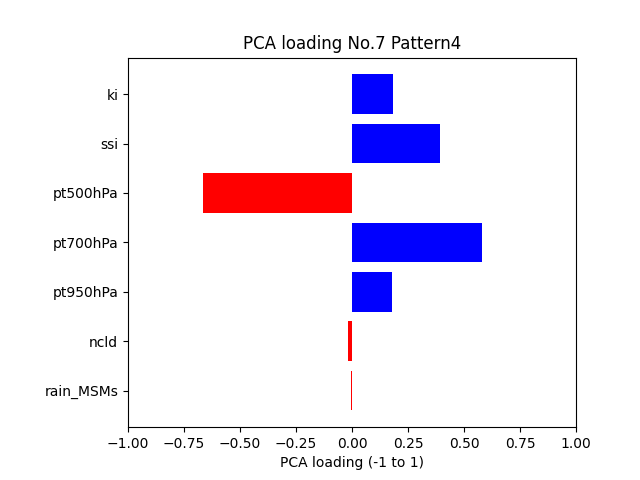 PCA loading No.7 Pattern4
ki
ssi
pt500hPa
pt700hPa
pt950hPa
ncld
rain_MSMs
−1.00 −0.75 −0.50 −0.25 0.00 0.25 0.50 0.75 1.00
PCA loading (-1 to 1)